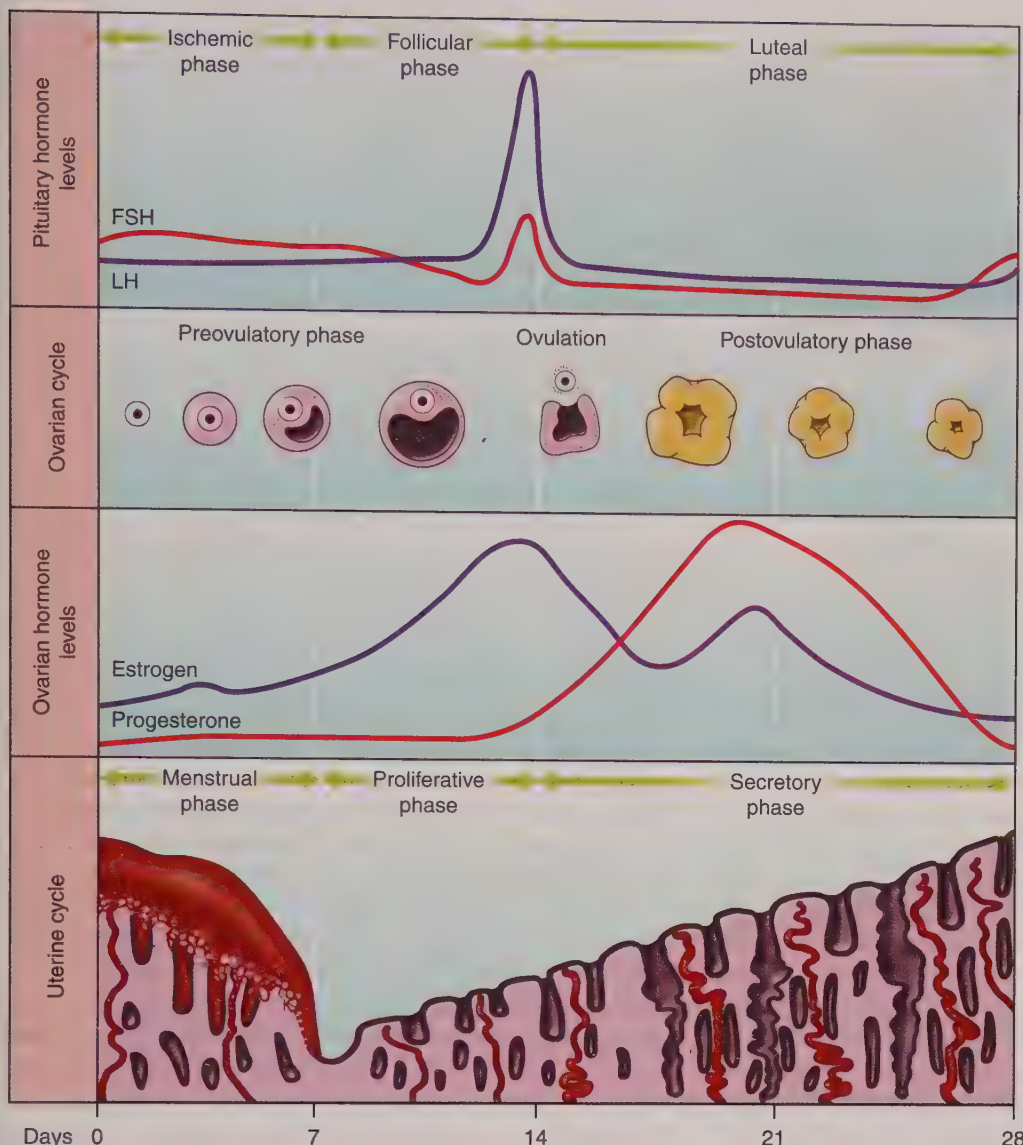 Ischemic
phase
Follicular
phase
Luteal
phase
Pituitary hormone
levels
FSH
LH
Ovarian cycle
Preovulatory phase
Ovulation
Postovulatory phase
Ovarian hormone
levels
Estrogen
Progesterone
Uterine cycle
Menstrual
phase
Proliferative
phase
Secretory
phase
Days 0 7 14 21 28